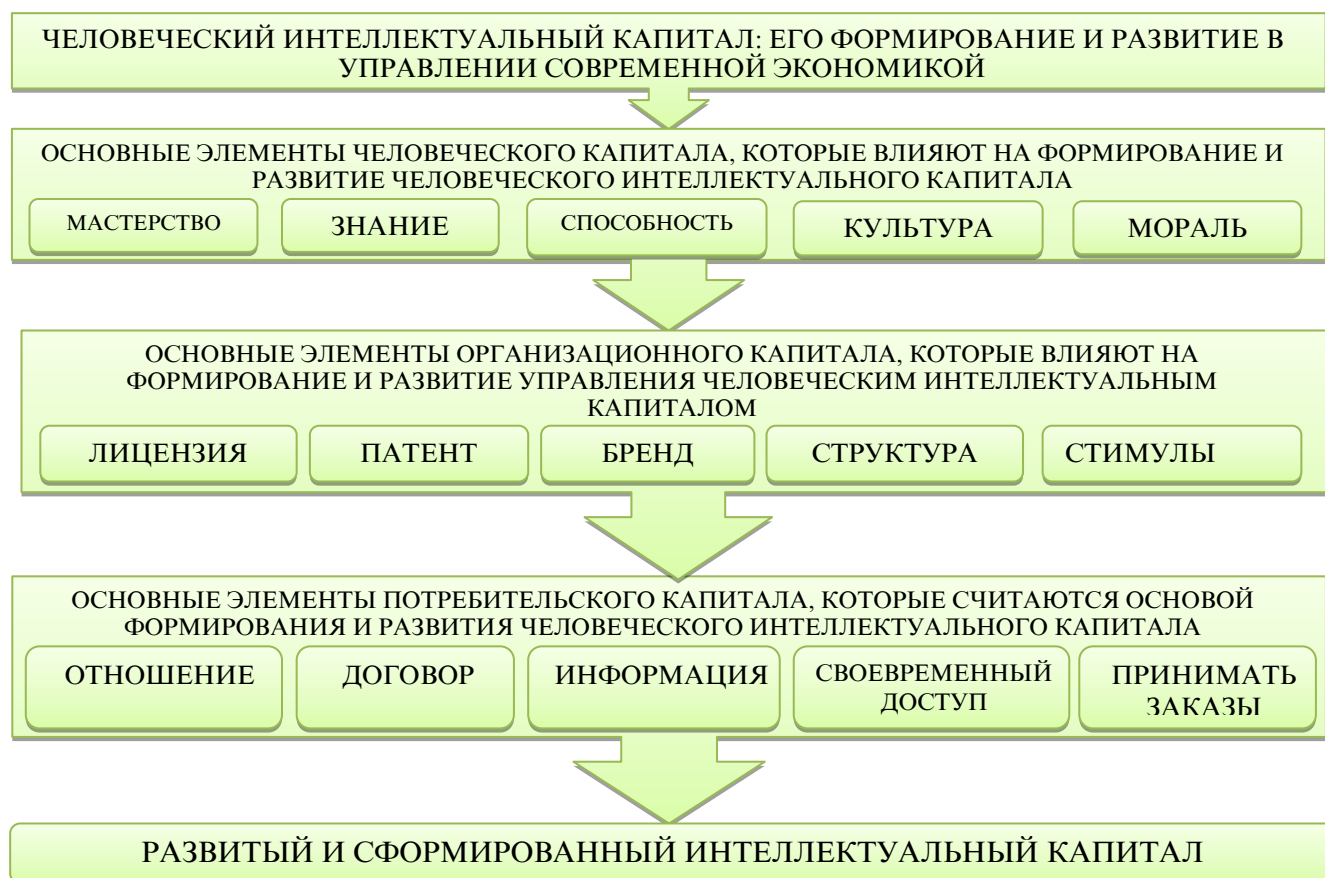 ЧЕЛОВЕЧЕСКИЙ ИНТЕЛЛЕКТУАЛЬНЫЙ КАПИТАЛ: ЕГО ФОРМИРОВАНИЕ И РАЗВИТИЕ В
УПРАВЛЕНИИ СОВРЕМЕННОЙ ЭКОНОМИКОЙ
ОСНОВНЫЕ ЭЛЕМЕНТЫ ЧЕЛОВЕЧЕСКОГО КАПИТАЛА, КОТОРЫЕ ВЛИЯЮТ НА ФОРМИРОВАНИЕ И
РАЗВИТИЕ ЧЕЛОВЕЧЕСКОГО ИНТЕЛЛЕКТУАЛЬНОГО КАПИТАЛА
МАСТЕРСТВО
ЗНАНИЕ
СПОСОБНОСТЬ
КУЛЬТУРА
МОРАЛЬ
ОСНОВНЫЕ ЭЛЕМЕНТЫ ОРГАНИЗАЦИОННОГО КАПИТАЛА, КОТОРЫЕ ВЛИЯЮТ НА
ФОРМИРОВАНИЕ И РАЗВИТИЕ УПРАВЛЕНИЯ ЧЕЛОВЕЧЕСКИМ ИНТЕЛЛЕКТУАЛЬНЫМ
КАПИТАЛОМ
ЛИЦЕНЗИЯ
ПАТЕНТ
БРЕНД
СТРУКТУРА
СТИМУЛЫ
ОСНОВНЫЕ ЭЛЕМЕНТЫ ПОТРЕБИТЕЛЬСКОГО КАПИТАЛА, КОТОРЫЕ СЧИТАЮТСЯ ОСНОВОЙ
ФОРМИРОВАНИЯ И РАЗВИТИЯ ЧЕЛОВЕЧЕСКОГО ИНТЕЛЛЕКТУАЛЬНОГО КАПИТАЛА
ОТНОШЕНИЕ
ДОГОВОР
ИНФОРМАЦИЯ
СВОЕВРЕМЕННЫЙ
ДОСТУП
ПРИНИМАТЬ
ЗАКАЗЫ
РАЗВИТЫЙ И СФОРМИРОВАННЫЙ ИНТЕЛЛЕКТУАЛЬНЫЙ КАПИТАЛ